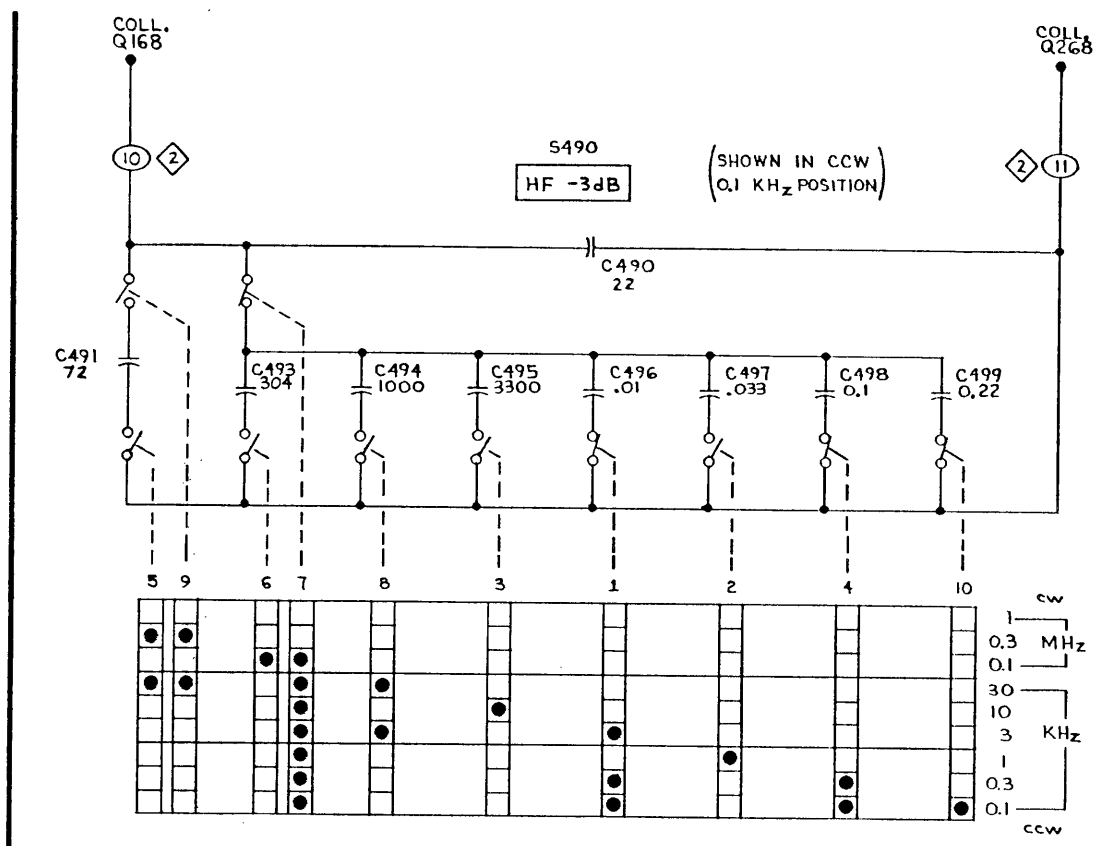 COLL.
Q168
COLL.
Q268
10
2
S490
HF -3dB
(SHOWN IN CCW
0.1 KHz POSITION)
2
11
C490
22
C491
72
C493
304
C494
1000
C495
3300
C496
.01
C497
.033
C498
0.1
C499
0.22
5 9 6 7 8 3 1 2 4 10
CW
1
0.3 MHz
0.1
30
10
3 KHz
1
0.3
0.1
CCW